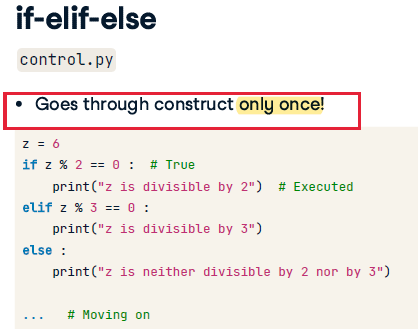 if-elif-else
control.py
• Goes through construct only once!
z = 6
if z % 2 == 0 :  # True
    print("z is divisible by 2")  # Executed
elif z % 3 == 0 :
    print("z is divisible by 3")
else :
    print("z is neither divisible by 2 nor by 3")
...   # Moving on